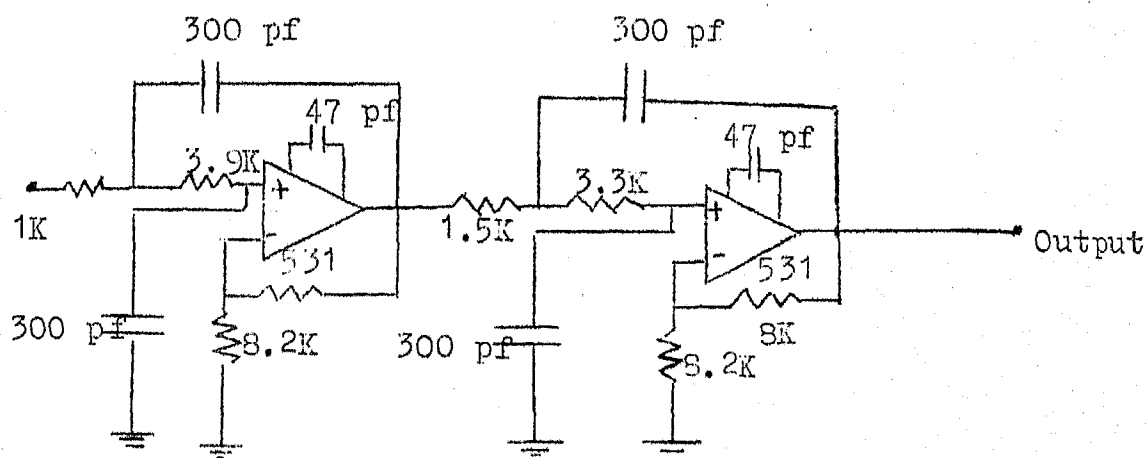 300 pf
300 pf
47 pf
47 pf
3.9K
3.3K
1K
+
-
1.5K
+
-
Output
531
531
300 pf
8.2K
300 pf
8K
8.2K